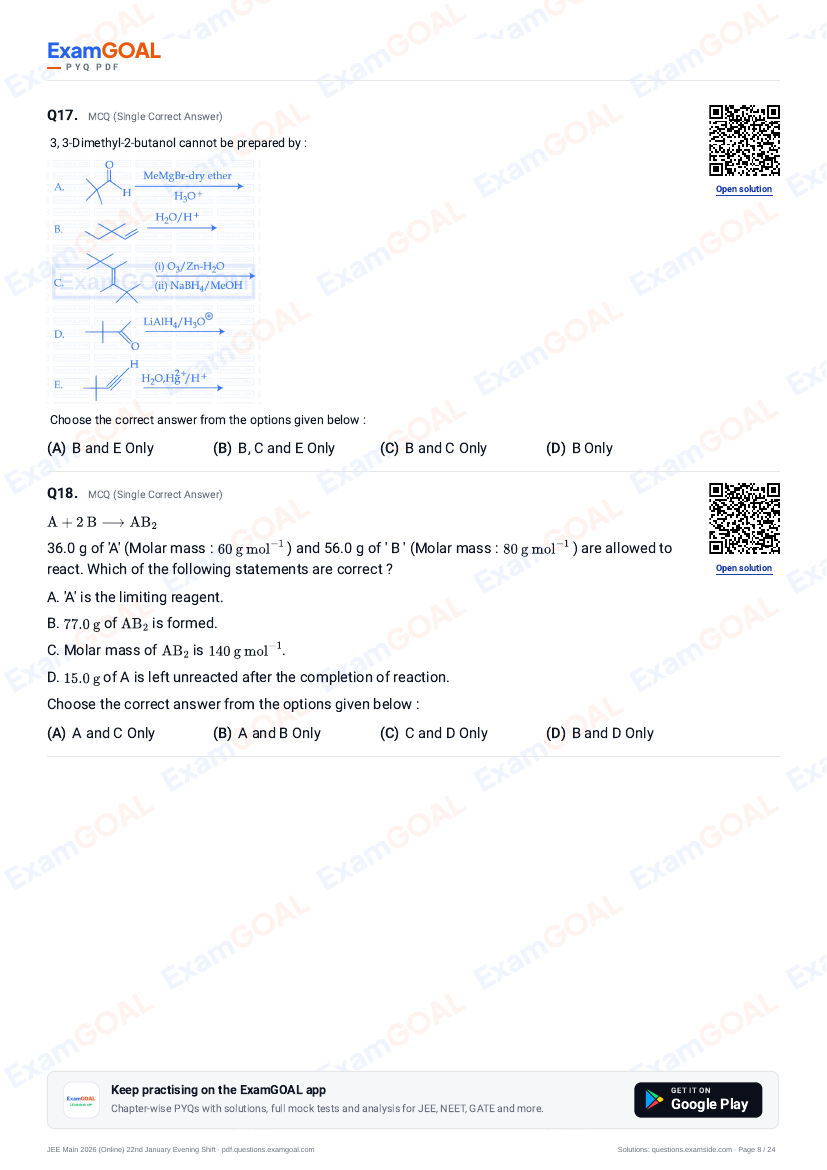 ExamGOAL
PYQ PDF
Q17. MCQ (Single Correct Answer)
3, 3-Dimethyl-2-butanol cannot be prepared by :
A. O H MeMgBr-dry ether H₃O⁺
B. H₂O/H⁺
C. (i) O₃/Zn-H₂O
(ii) NaBH₄/MeOH
D. O LiAlH₄/H₃O⊕
E. H H₂O,Hg²⁺/H⁺
Open solution
Choose the correct answer from the options given below :
(A) B and E Only (B) B, C and E Only (C) B and C Only (D) B Only
Q18. MCQ (Single Correct Answer)
A + 2 B ⟶ AB₂
36.0 g of 'A' (Molar mass : 60 g mol⁻¹ ) and 56.0 g of ' B ' (Molar mass : 80 g mol⁻¹ ) are allowed to
react. Which of the following statements are correct ?
Open solution
A. 'A' is the limiting reagent.
B. 77.0 g of AB₂ is formed.
C. Molar mass of AB₂ is 140 g mol⁻¹.
D. 15.0 g of A is left unreacted after the completion of reaction.
Choose the correct answer from the options given below :
(A) A and C Only (B) A and B Only (C) C and D Only (D) B and D Only
Keep practising on the ExamGOAL app
Chapter-wise PYQs with solutions, full mock tests and analysis for JEE, NEET, GATE and more.
ExamGOAL
GET IT ON
Google Play
JEE Main 2026 (Online) 22nd January Evening Shift · pdf.questions.examgoal.com
Solutions: questions.examside.com · Page 8 / 24